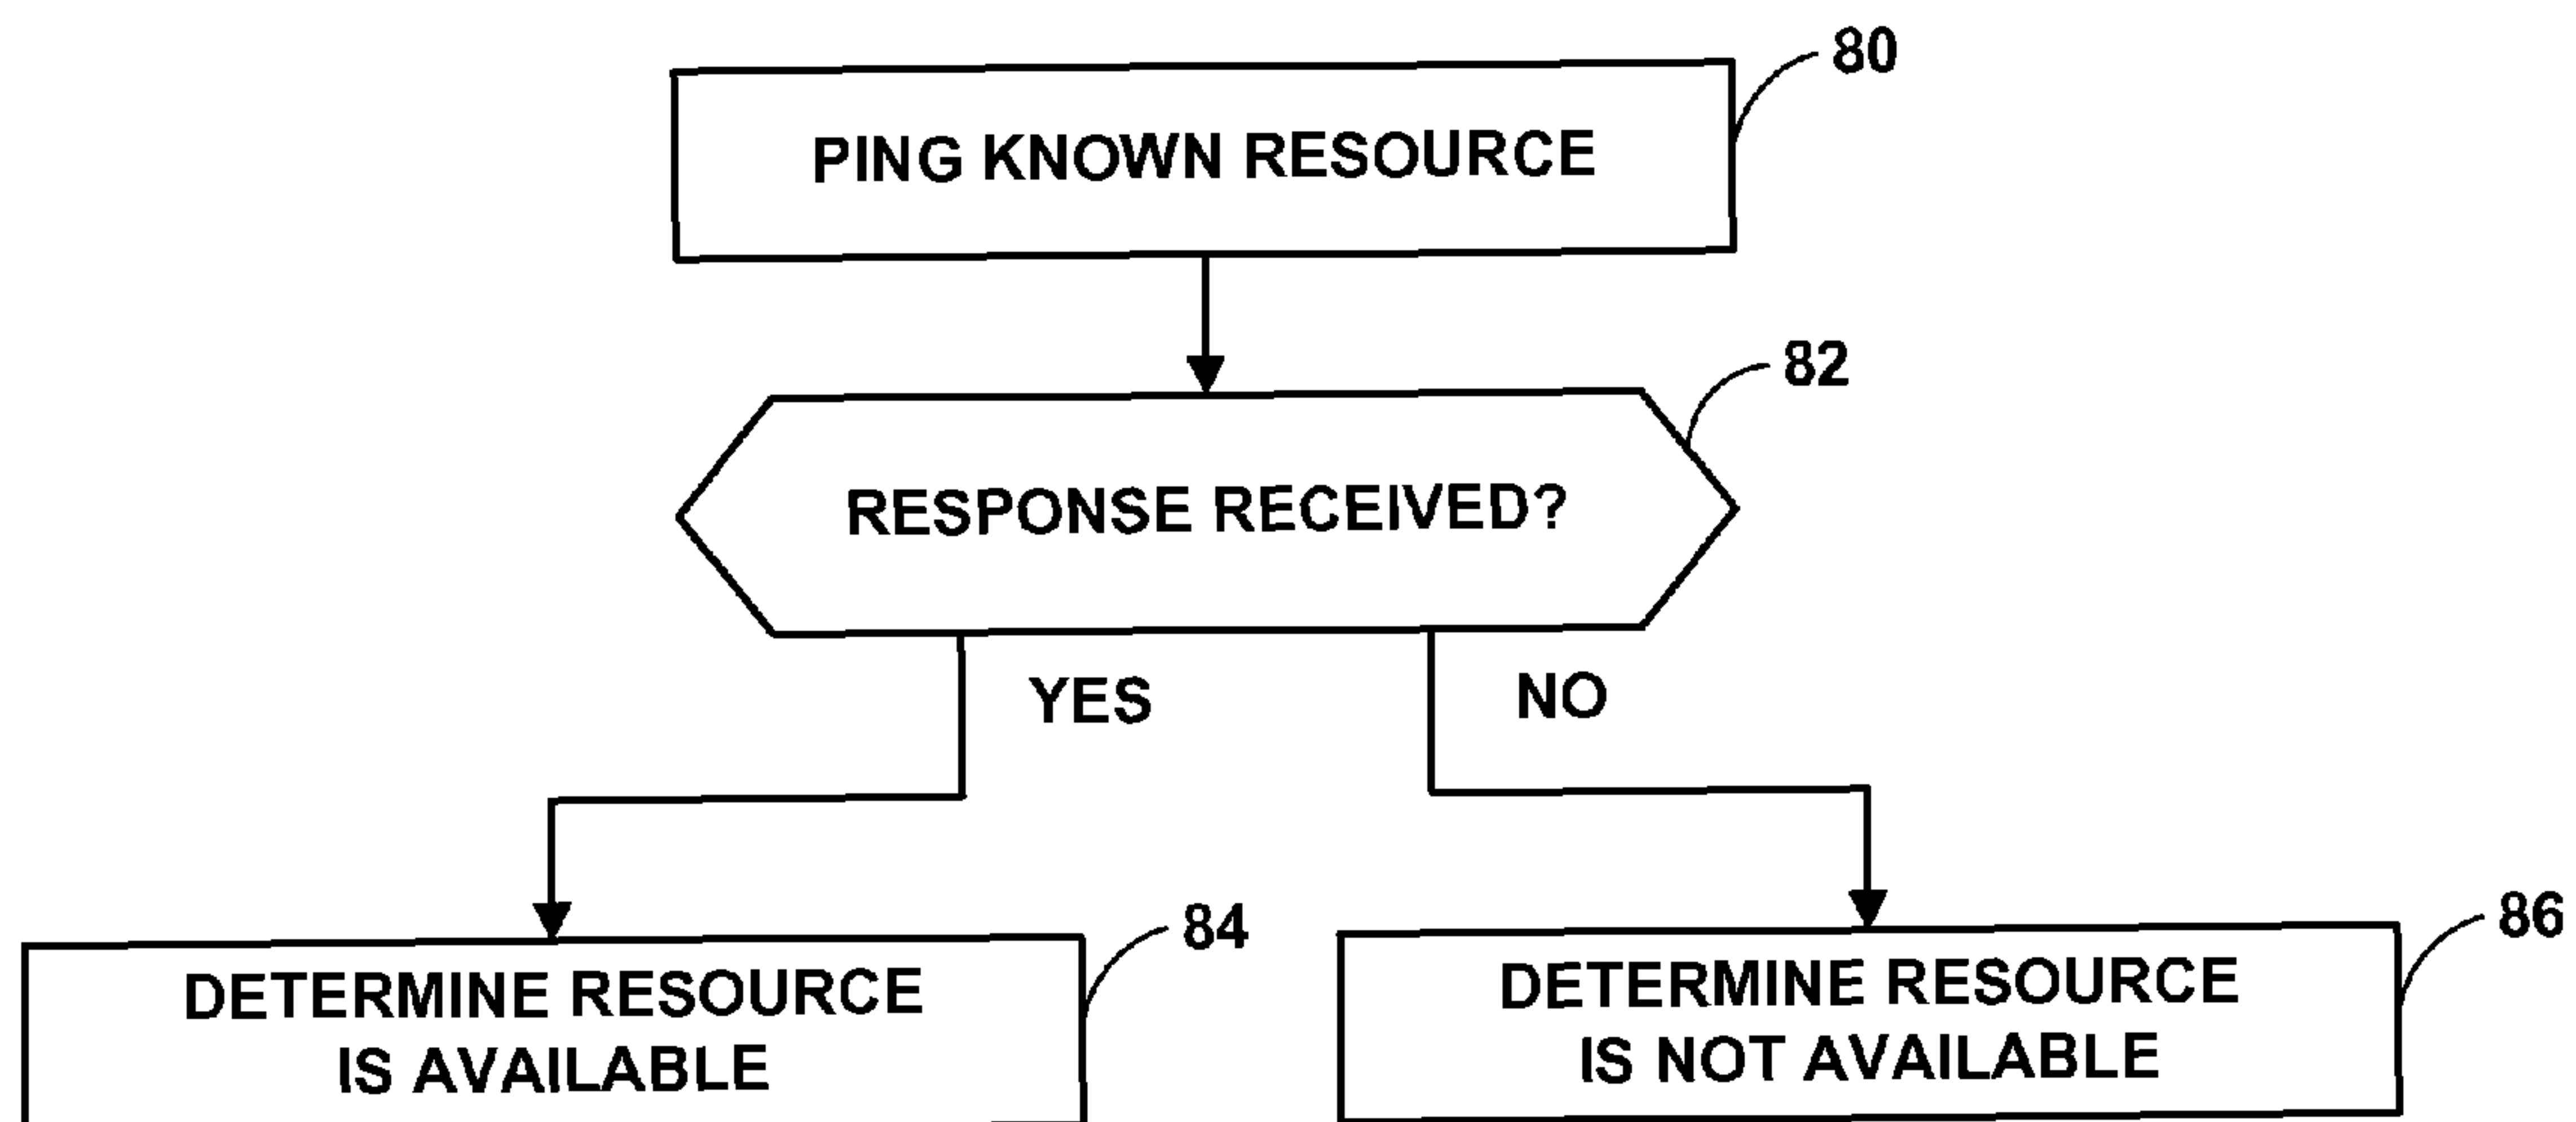 80
PING KNOWN RESOURCE
82
RESPONSE RECEIVED?
YES
NO
84
DETERMINE RESOURCE
IS AVAILABLE
86
DETERMINE RESOURCE
IS NOT AVAILABLE